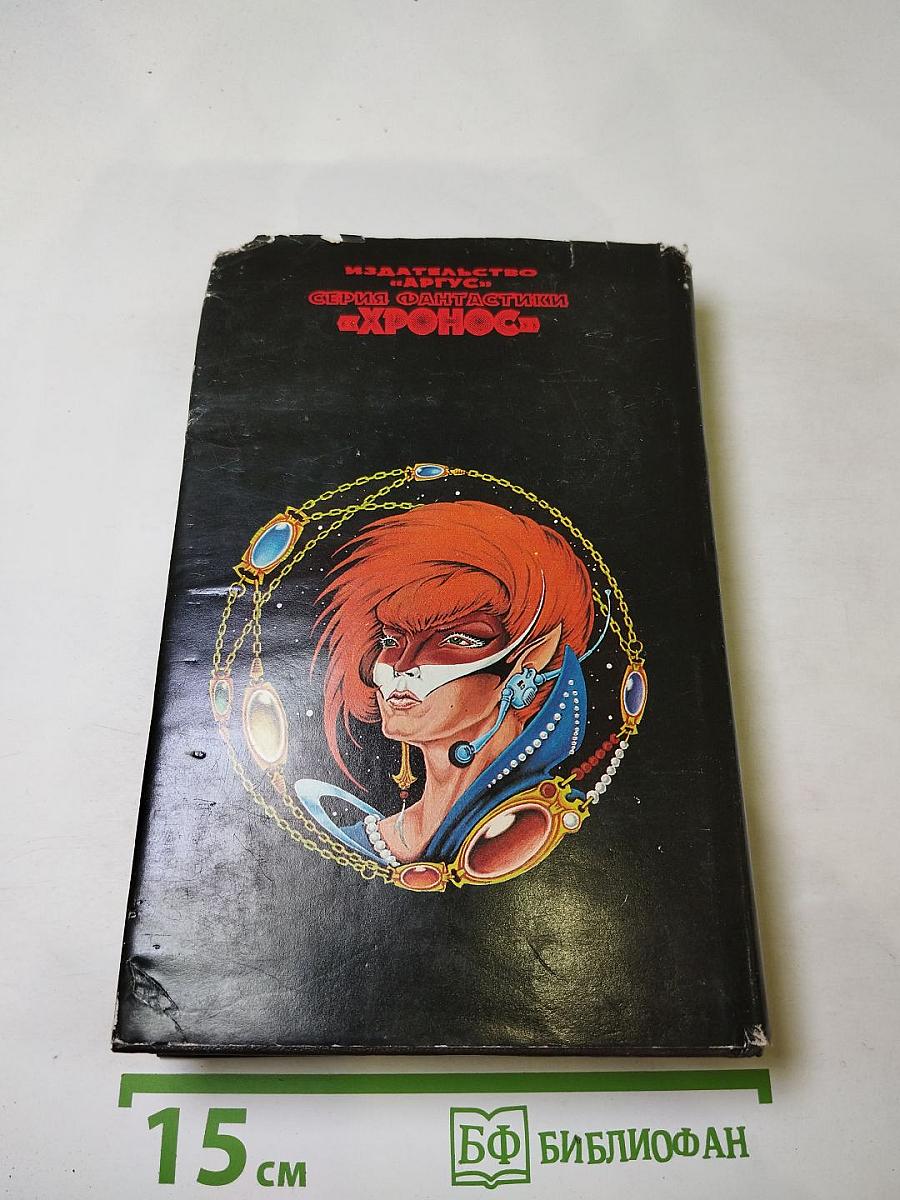 ИЗДАТЕЛЬСТВО
«АРГУС»
СЕРИЯ ФАНТАСТИКИ
«ХРОНОС»
15 см
БФ БИБЛИОФАН